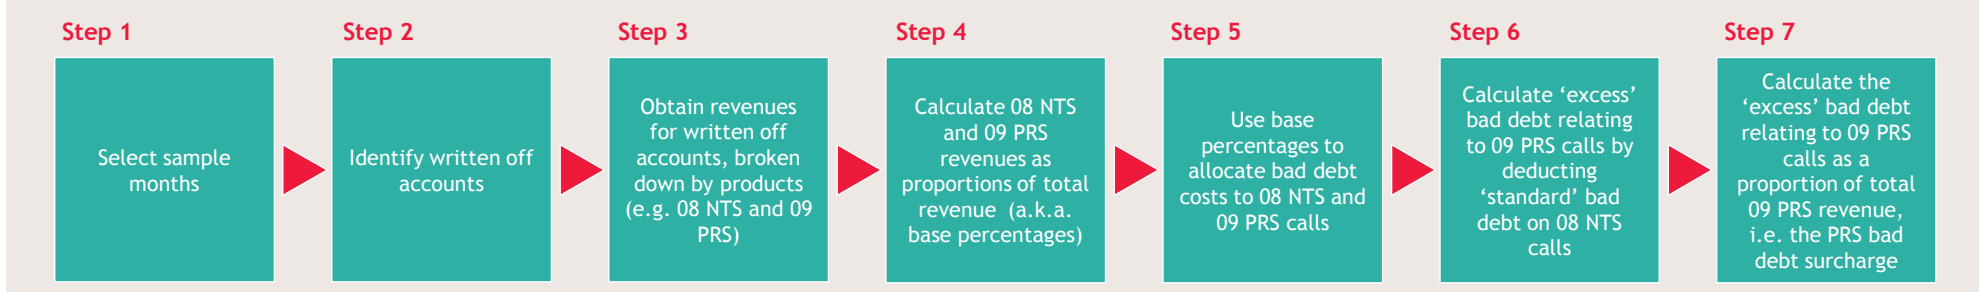 Step 1
Select sample
months
Step 2
Identify written off
accounts
Step 3
Obtain revenues
for written off
accounts, broken
down by products
(e.g. 08 NTS and 09
PRS)
Step 4
Calculate 08 NTS
and 09 PRS
revenues as
proportions of total
revenue (a.k.a.
base percentages)
Step 5
Use base
percentages to
allocate bad debt
costs to 08 NTS and
09 PRS calls
Step 6
Calculate ‘excess’
bad debt relating
to 09 PRS calls by
deducting
‘standard’ bad
debt on 08 NTS
calls
Step 7
Calculate the
‘excess’ bad debt
relating to 09 PRS
calls as a
proportion of total
09 PRS revenue,
i.e. the PRS bad
debt surcharge